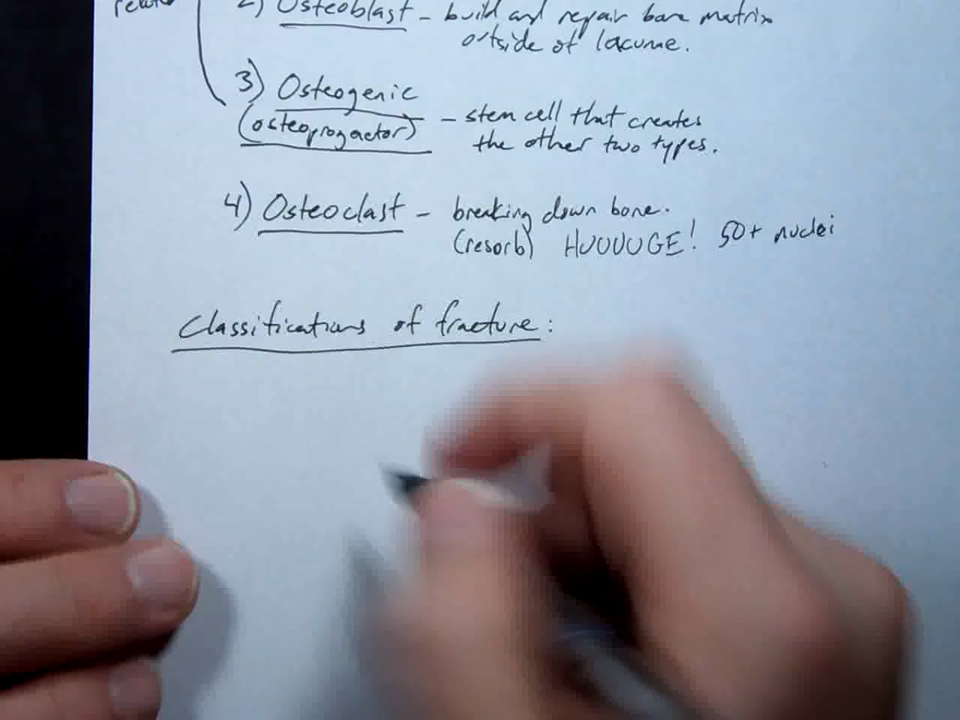 2) Osteoblast - build and repair bone matrix
outside of lacunae.
3) Osteogenic
(osteoprogactor) - stem cell that creates
the other two types.
4) Osteoclast - breaking down bone.
(resorb) HUUUUGE! 50+ nuclei
Classifications of fracture: